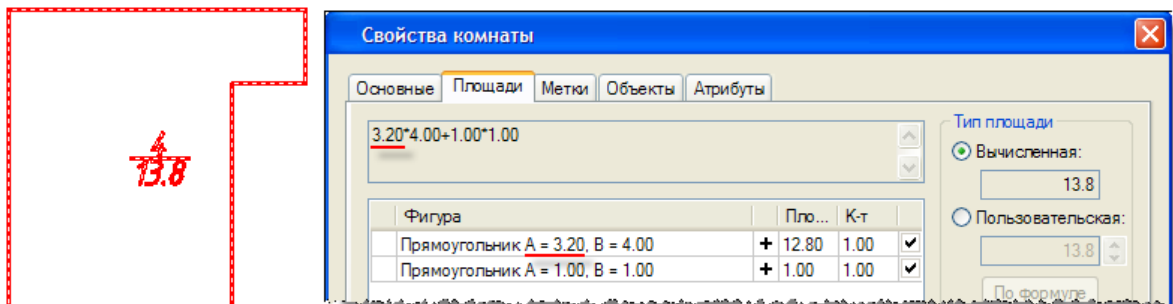 4
13.8
Свойства комнаты
Основные Площади Метки Объекты Атрибуты
3.20*4.00+1.00*1.00
Тип площади
Вычисленная:
13.8
Пользовательская:
13.8
По формуле
Фигура Пло... К-т
Прямоугольник A = 3.20, B = 4.00 + 12.80 1.00
Прямоугольник A = 1.00, B = 1.00 + 1.00 1.00